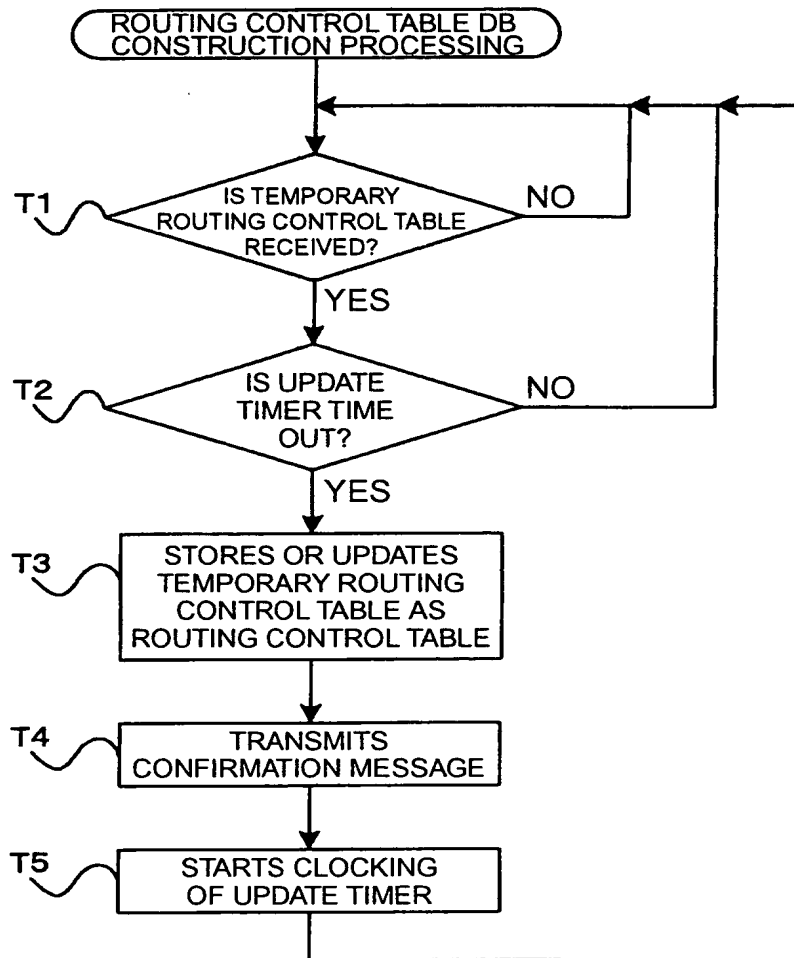 ROUTING CONTROL TABLE DB
CONSTRUCTION PROCESSING
T1
IS TEMPORARY
ROUTING CONTROL TABLE
RECEIVED?
NO
YES
T2
IS UPDATE
TIMER TIME
OUT?
NO
YES
T3
STORES OR UPDATES
TEMPORARY ROUTING
CONTROL TABLE AS
ROUTING CONTROL TABLE
T4
TRANSMITS
CONFIRMATION MESSAGE
T5
STARTS CLOCKING
OF UPDATE TIMER